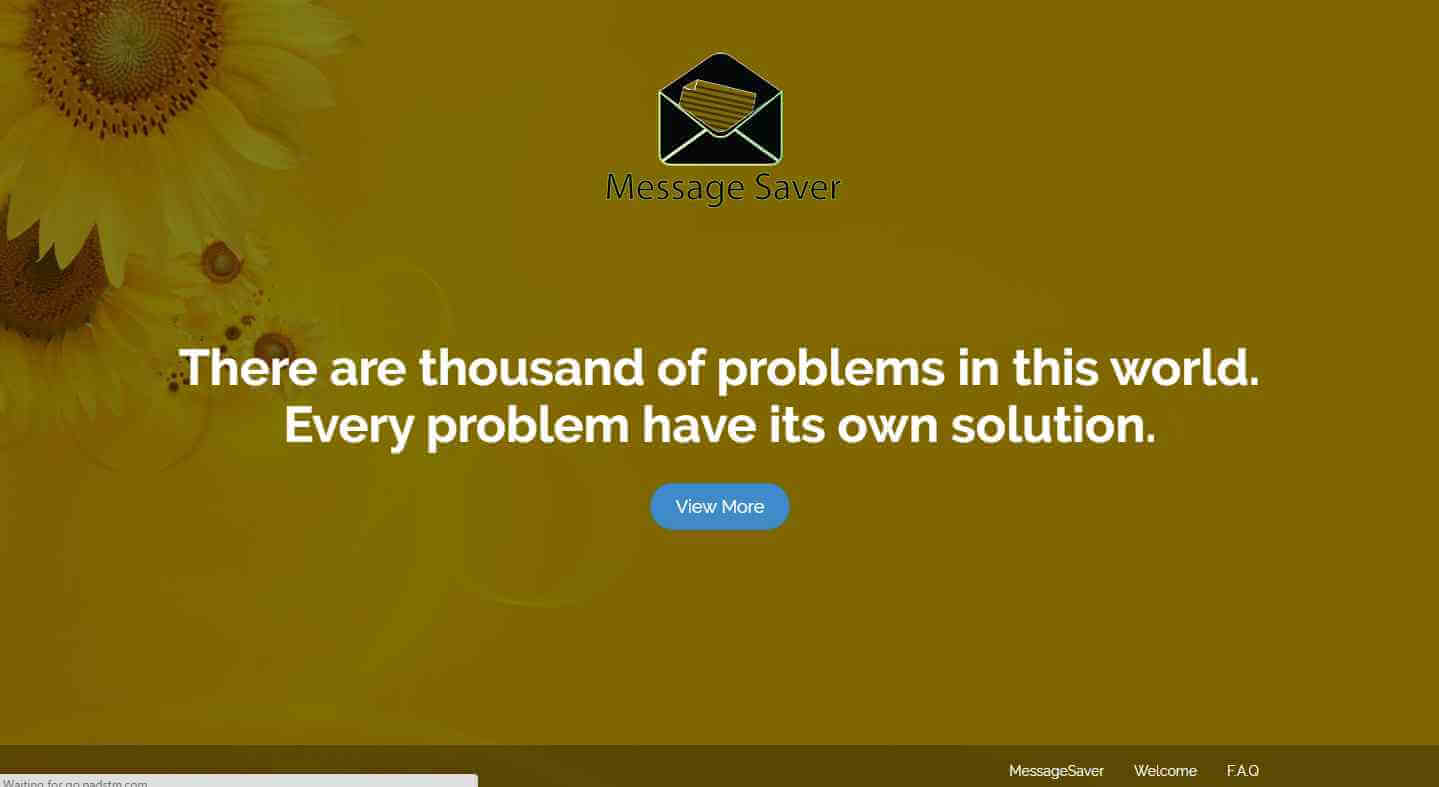 Message Saver
There are thousand of problems in this world.
Every problem have its own solution.
View More
MessageSaver Welcome F.A.Q
Waiting for go.padstm.com